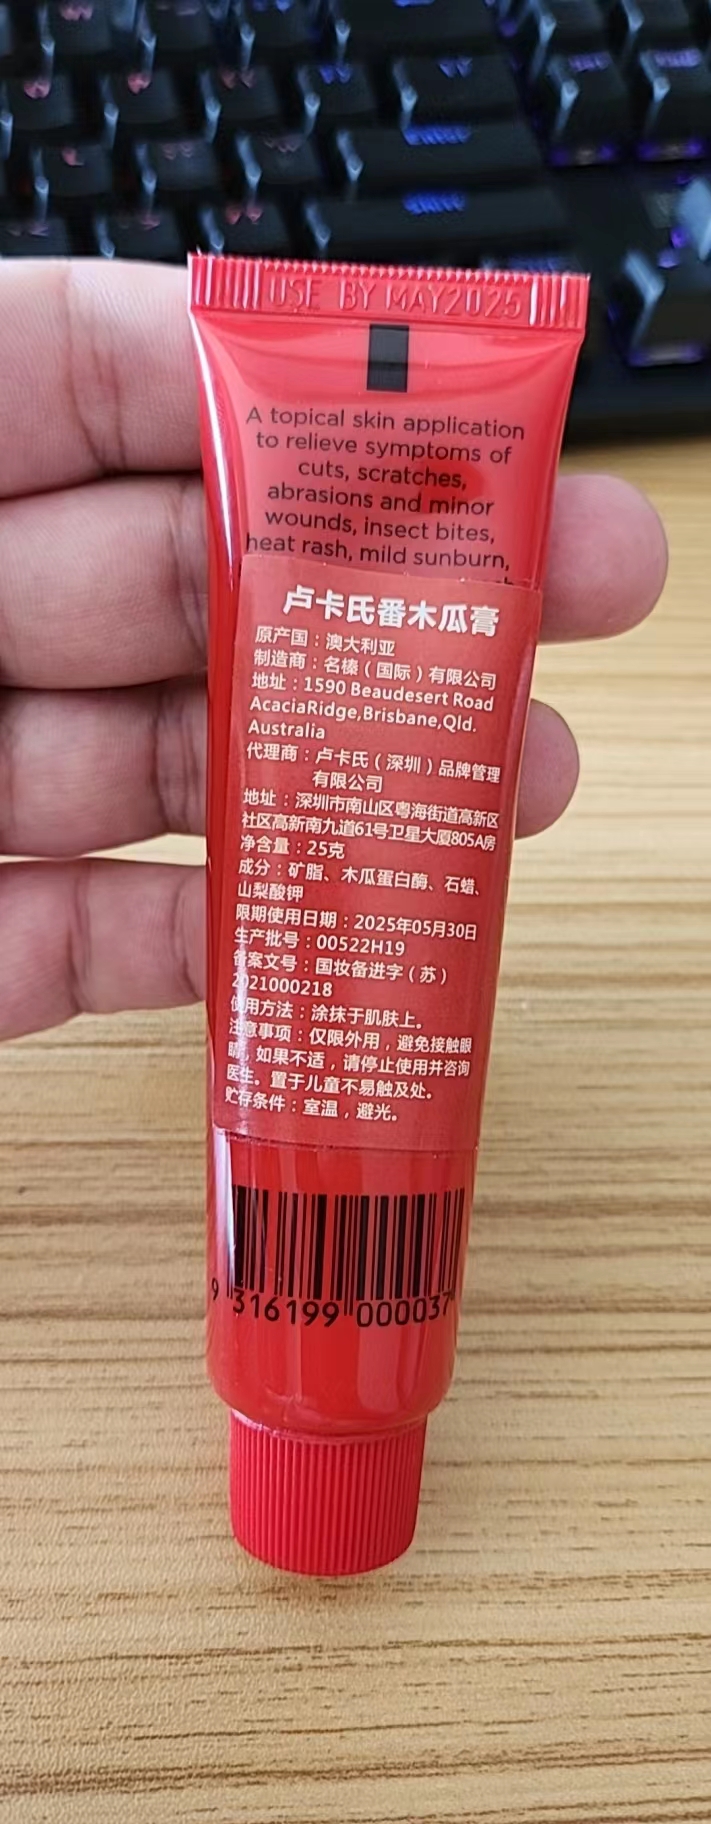 USE BY MAY2025
A topical skin application
to relieve symptoms of
cuts, scratches,
abrasions and minor
wounds, insect bites,
heat rash, mild sunburn,
卢卡氏番木瓜膏
原产国：澳大利亚
制造商：名榛（国际）有限公司
地址：1590 Beaudesert Road
AcaciaRidge,Brisbane,Qld.
Australia
代理商：卢卡氏（深圳）品牌管理
有限公司
地址：深圳市南山区粤海街道高新区
社区高新南九道61号卫星大厦805A房
净含量：25克
成分：矿脂、木瓜蛋白酶、石蜡、
山梨酸钾
限期使用日期：2025年05月30日
生产批号：00522H19
备案文号：国妆备进字（苏）
2021000218
使用方法：涂抹于肌肤上。
注意事项：仅限外用，避免接触眼
睛，如果不适，请停止使用并咨询
医生。置于儿童不易触及处。
贮存条件：室温，避光。
9 316199 000037